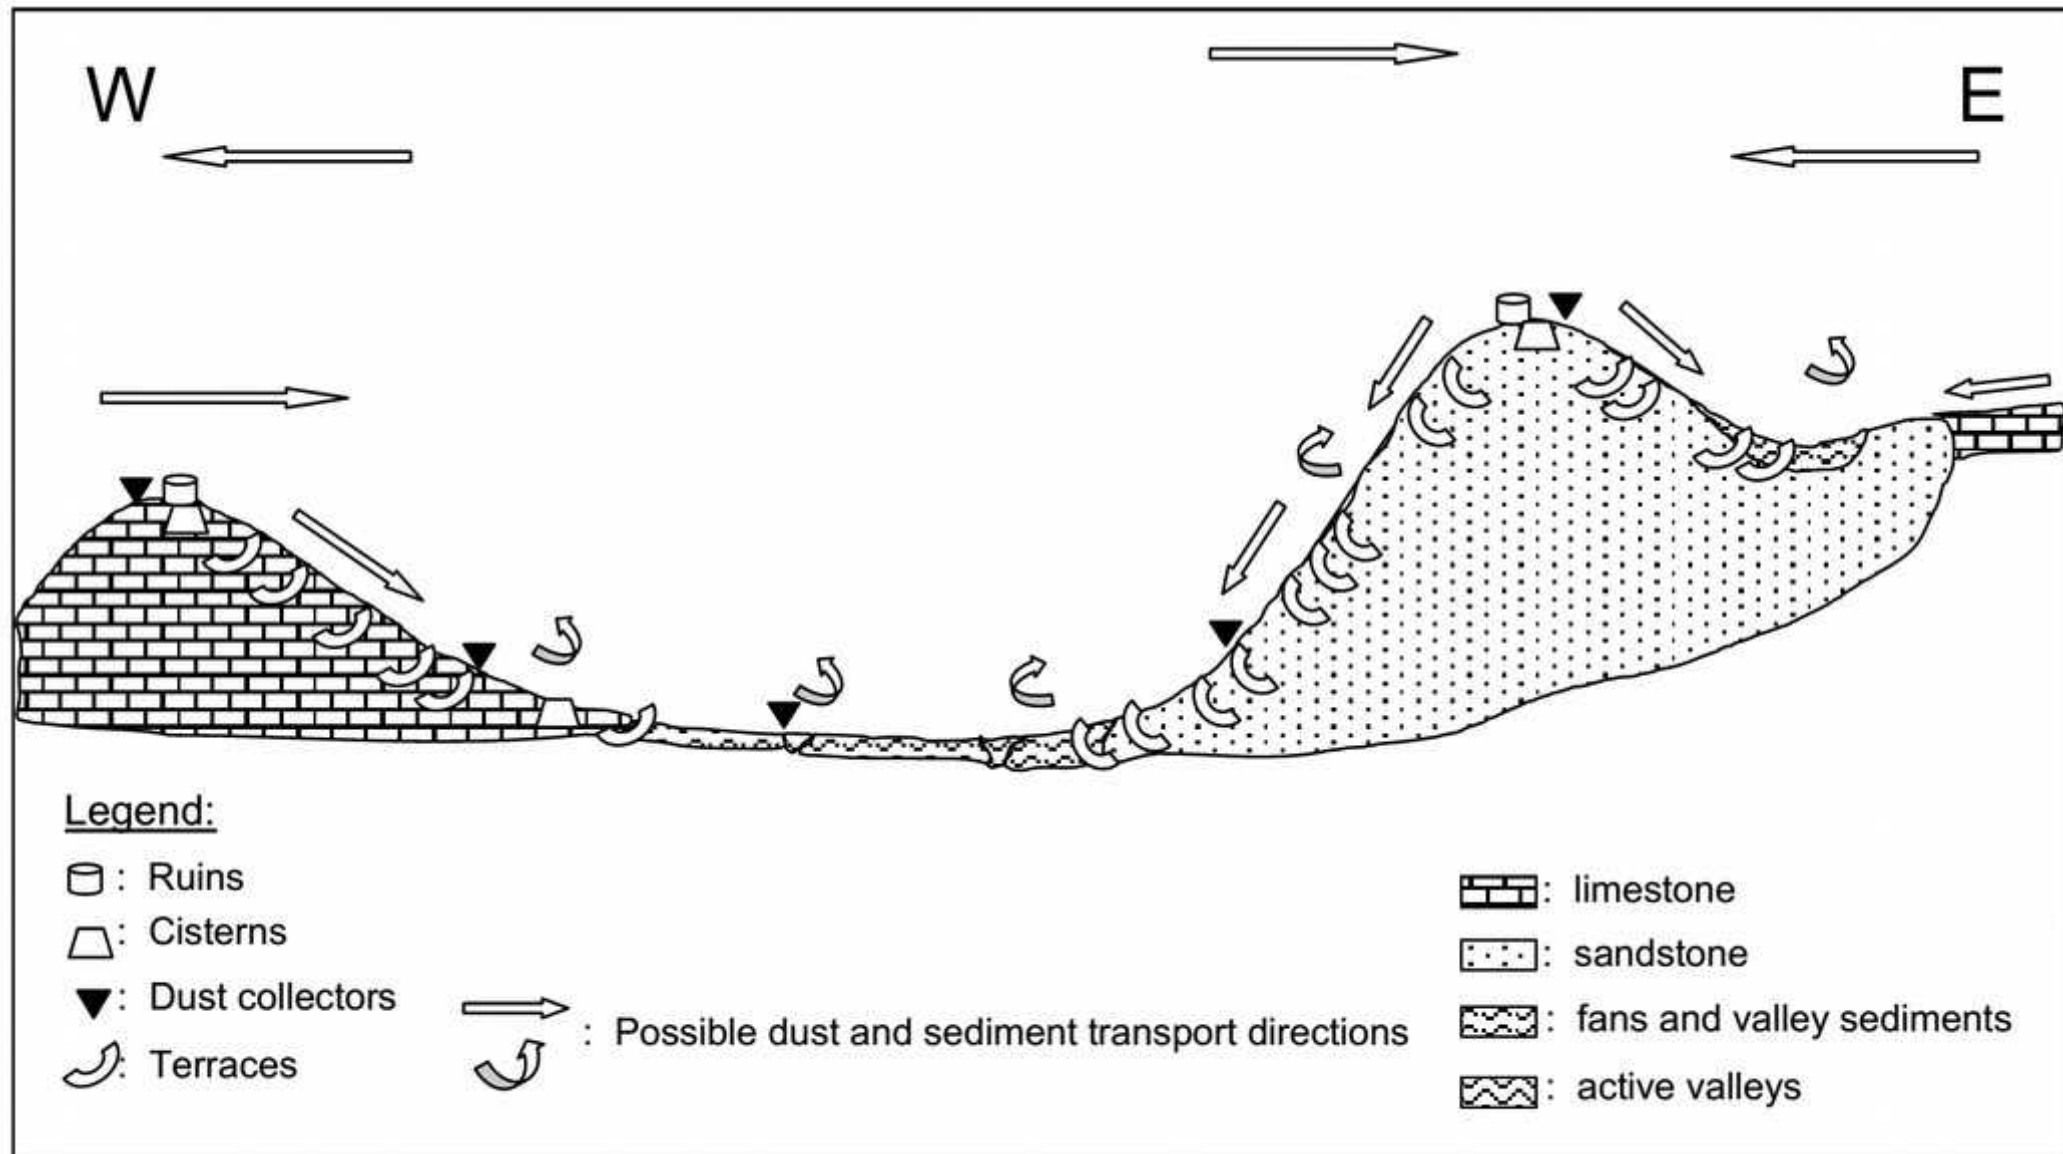 W
E
Legend:
: Ruins
: Cisterns
: Dust collectors
: Terraces
: Possible dust and sediment transport directions
: limestone
: sandstone
: fans and valley sediments
: active valleys